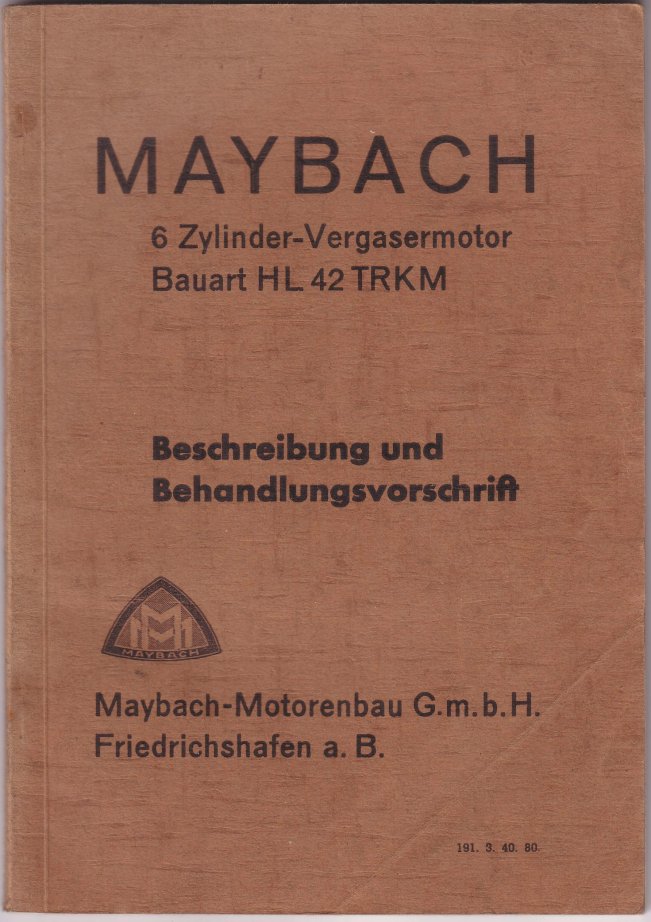 MAYBACH
6 Zylinder-Vergasermotor
Bauart HL 42 TRKM
Beschreibung und
Behandlungsvorschrift
MM
MAYBACH
Maybach-Motorenbau G.m.b.H.
Friedrichshafen a. B.
191. 3. 40. 80.